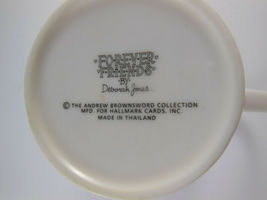 FOREVER
FRIENDS
BY
Deborah Jones
© THE ANDREW BROWNSWORD COLLECTION
MFD. FOR HALLMARK CARDS, INC.
MADE IN THAILAND